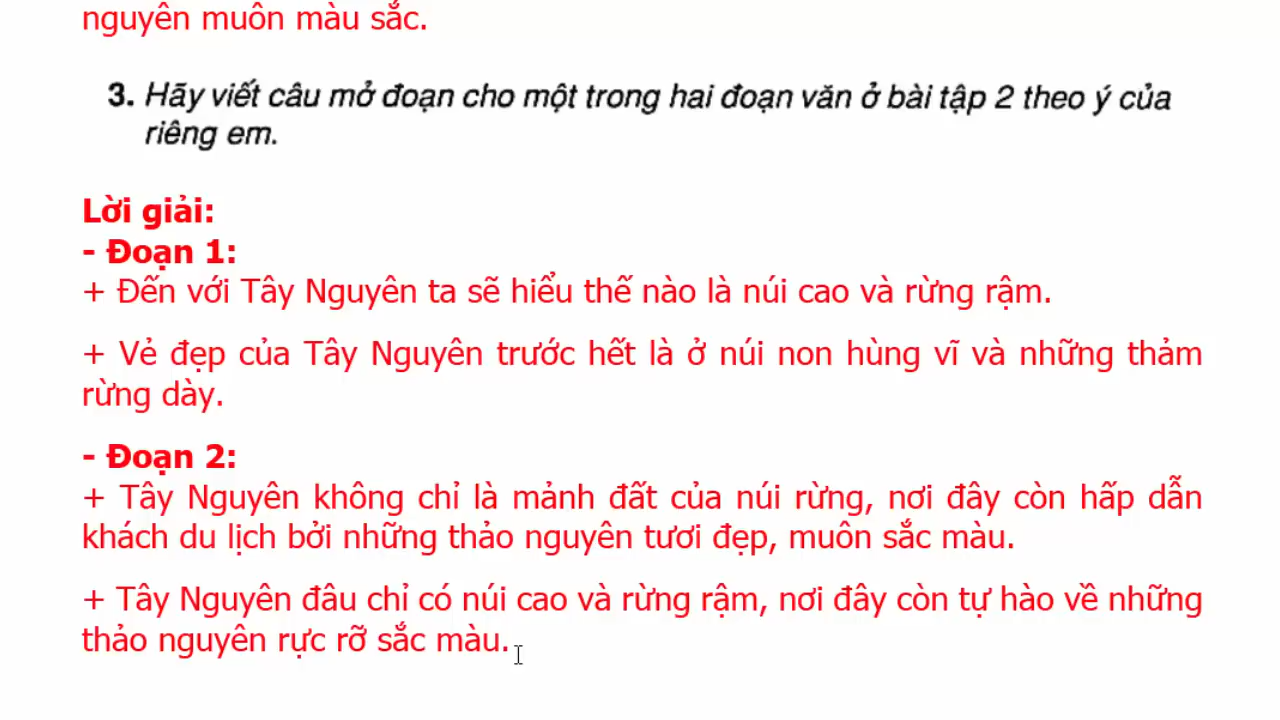 nguyên muôn màu sắc.
3. Hãy viết câu mở đoạn cho một trong hai đoạn văn ở bài tập 2 theo ý của
riêng em.
Lời giải:
- Đoạn 1:
+ Đến với Tây Nguyên ta sẽ hiểu thế nào là núi cao và rừng rậm.
+ Vẻ đẹp của Tây Nguyên trước hết là ở núi non hùng vĩ và những thảm
rừng dày.
- Đoạn 2:
+ Tây Nguyên không chỉ là mảnh đất của núi rừng, nơi đây còn hấp dẫn
khách du lịch bởi những thảo nguyên tươi đẹp, muôn sắc màu.
+ Tây Nguyên đâu chỉ có núi cao và rừng rậm, nơi đây còn tự hào về những
thảo nguyên rực rỡ sắc màu.